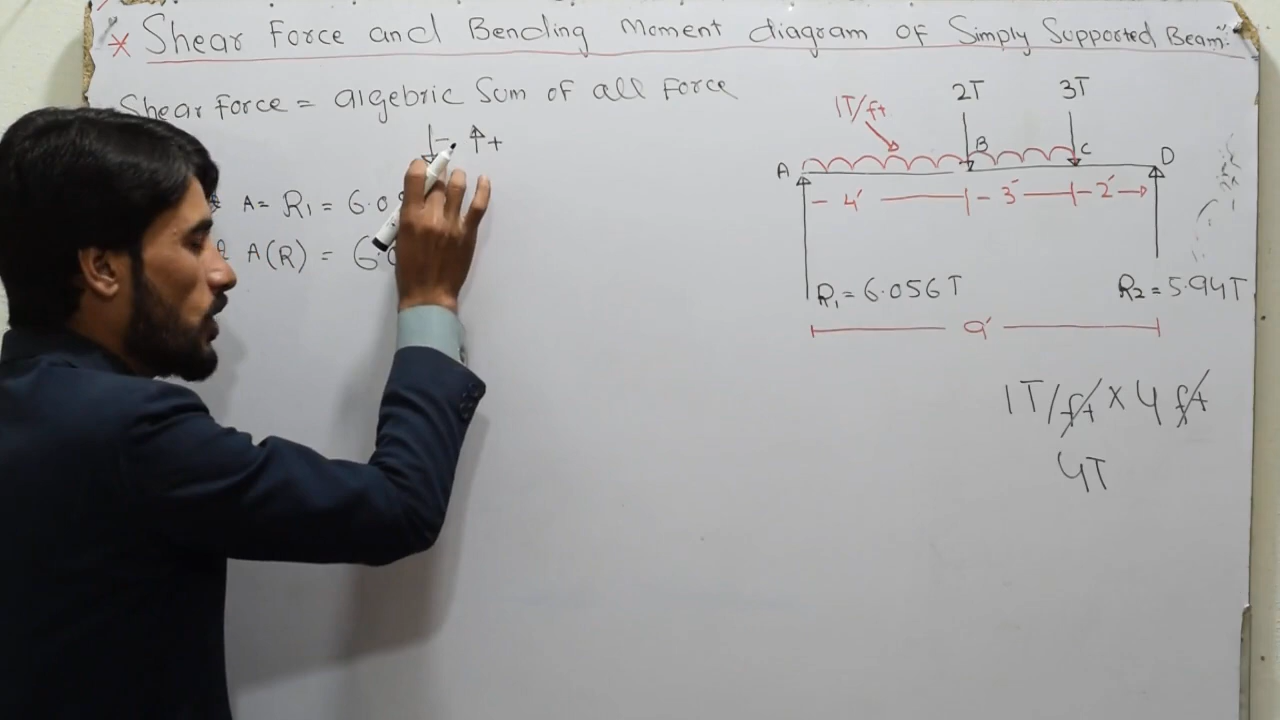 * Shear Force and Bending Moment diagram of Simply Supported Beam:
Shear force = algebric Sum of all force
- +
A = R1 = 6.0
A(R) = 6.0
1T/ft 2T 3T
A B C D
4' 3' 2'
R1 = 6.056T R2 = 5.94T
9'
1T/ft x 4 ft
4T